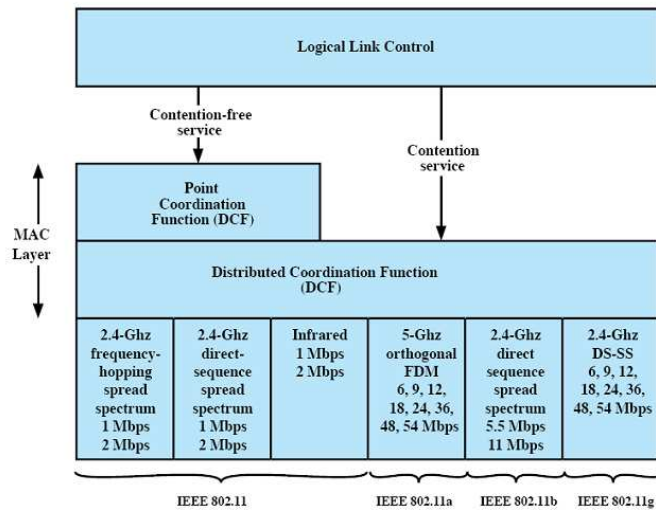 Logical Link Control
Contention-free
service
Contention
service
Point
Coordination
Function (DCF)
MAC
Layer
Distributed Coordination Function
(DCF)
2.4-Ghz
frequency-
hopping
spread
spectrum
1 Mbps
2 Mbps
2.4-Ghz
direct-
sequence
spread
spectrum
1 Mbps
2 Mbps
Infrared
1 Mbps
2 Mbps
5-Ghz
orthogonal
FDM
6, 9, 12,
18, 24, 36,
48, 54 Mbps
2.4-Ghz
direct
sequence
spread
spectrum
5.5 Mbps
11 Mbps
2.4-Ghz
DS-SS
6, 9, 12,
18, 24, 36,
48, 54 Mbps
IEEE 802.11
IEEE 802.11a
IEEE 802.11b
IEEE 802.11g